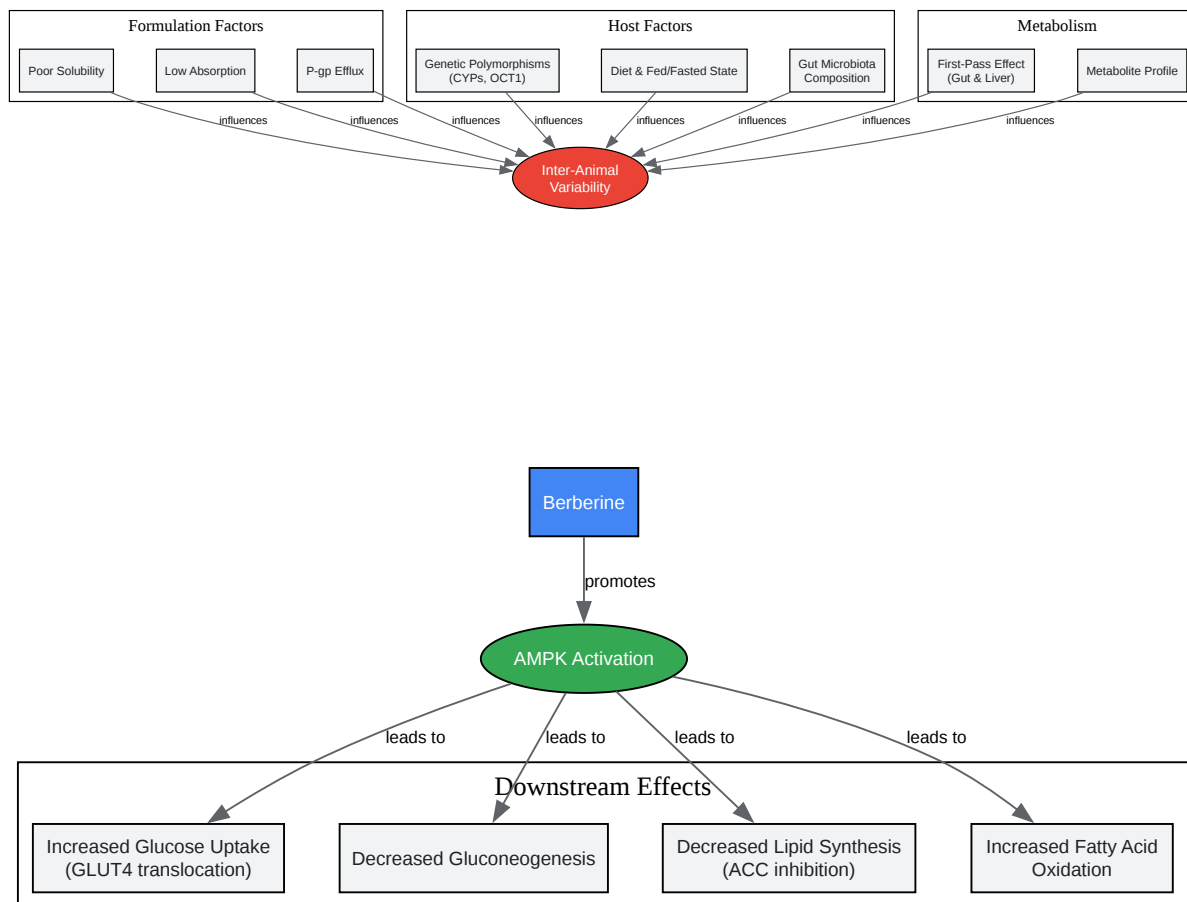 Formulation Factors
Host Factors
Metabolism
Poor Solubility
Low Absorption
P-gp Efflux
Genetic Polymorphisms
(CYPs, OCT1)
Diet & Fed/Fasted State
Gut Microbiota
Composition
First-Pass Effect
(Gut & Liver)
Metabolite Profile
influences
influences
influences
influences
influences
influences
influences
influences
Inter-Animal
Variability
Berberine
promotes
AMPK Activation
leads to
leads to
leads to
leads to
Downstream Effects
Increased Glucose Uptake
(GLUT4 translocation)
Decreased Gluconeogenesis
Decreased Lipid Synthesis
(ACC inhibition)
Increased Fatty Acid
Oxidation